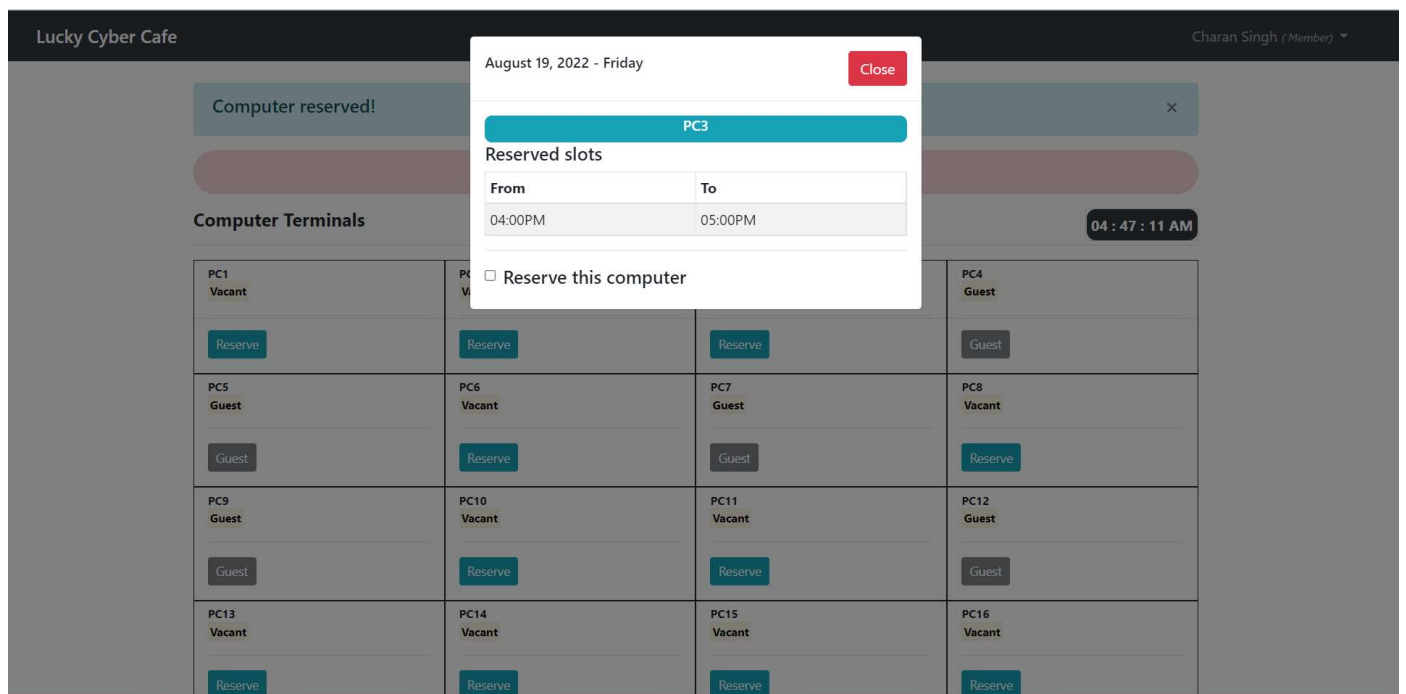 Lucky Cyber Cafe
Charan Singh ( Member)
August 19, 2022 - Friday
Close
Computer reserved!
×
PC3
Reserved slots
From To
04:00PM 05:00PM
Computer Terminals
04 : 47 : 11 AM
Reserve this computer
PC1 PC4
Vacant Guest
Reserve Reserve Reserve Guest
PC5 PC6 PC7 PC8
Guest Vacant Guest Vacant
Guest Reserve Guest Reserve
PC9 PC10 PC11 PC12
Guest Vacant Vacant Guest
Guest Reserve Reserve Guest
PC13 PC14 PC15 PC16
Vacant Vacant Vacant Vacant
Reserve Reserve Reserve Reserve